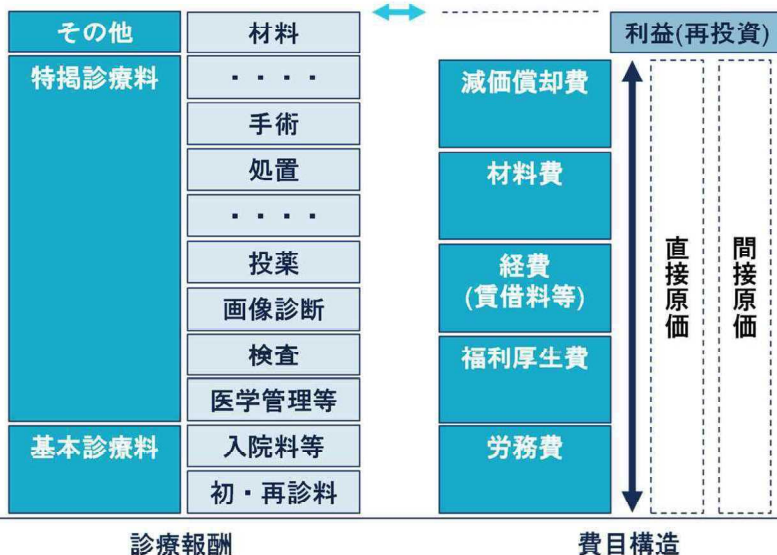 その他
材料
特掲診療料
・・・・
手術
処置
・・・・
投薬
画像診断
検査
医学管理等
基本診療料
入院料等
初・再診料
診療報酬
利益(再投資)
減価償却費
材料費
経費
(賃借料等)
福利厚生費
労務費
直接原価
間接原価
費目構造